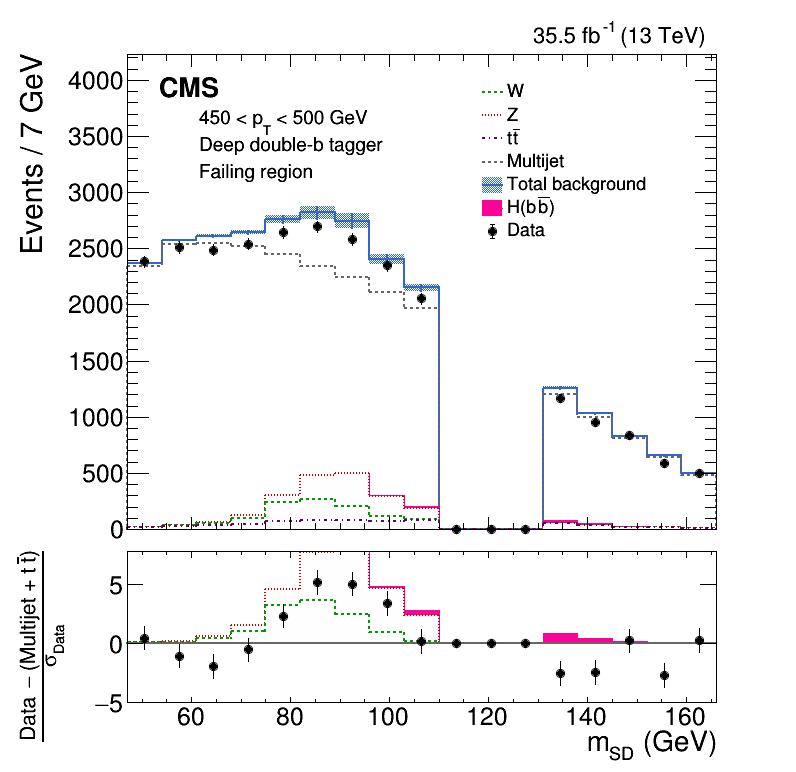 35.5 fb⁻¹ (13 TeV)
Events / 7 GeV
4000
3500
3000
2500
2000
1500
1000
500
0
CMS
450 < p_T < 500 GeV
Deep double-b tagger
Failing region
W
Z
tt̄
Multijet
Total background
H(bb̄)
Data
Data − (Multijet + tt̄)
σ_Data
5
0
−5
60 80 100 120 140 160
m_SD (GeV)